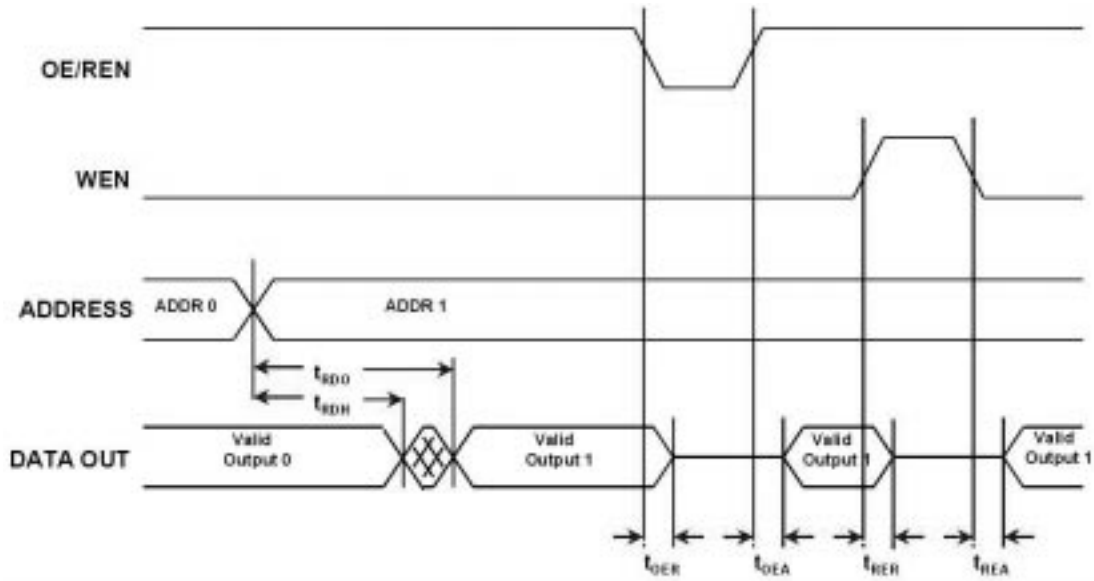 OE/REN
WEN
ADDRESS
ADDR 0
ADDR 1
tRDO
tRDH
DATA OUT
Valid
Output 0
Valid
Output 1
Valid
Output 1
Valid
Output 1
tOER
tOEA
tRER
tREA